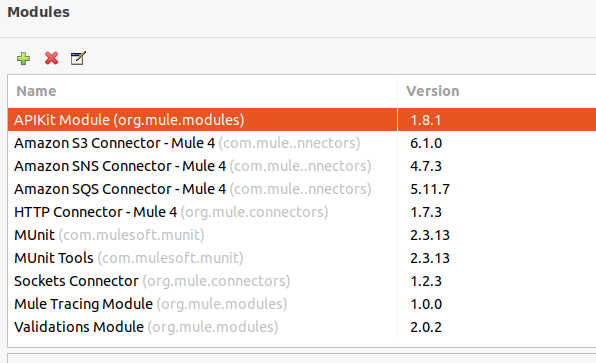 Modules
Name Version
APIKit Module (org.mule.modules) 1.8.1
Amazon S3 Connector - Mule 4 (com.mule..nnectors) 6.1.0
Amazon SNS Connector - Mule 4 (com.mule..nnectors) 4.7.3
Amazon SQS Connector - Mule 4 (com.mule..nnectors) 5.11.7
HTTP Connector - Mule 4 (org.mule.connectors) 1.7.3
MUnit (com.mulesoft.munit) 2.3.13
MUnit Tools (com.mulesoft.munit) 2.3.13
Sockets Connector (org.mule.connectors) 1.2.3
Mule Tracing Module (org.mule.modules) 1.0.0
Validations Module (org.mule.modules) 2.0.2